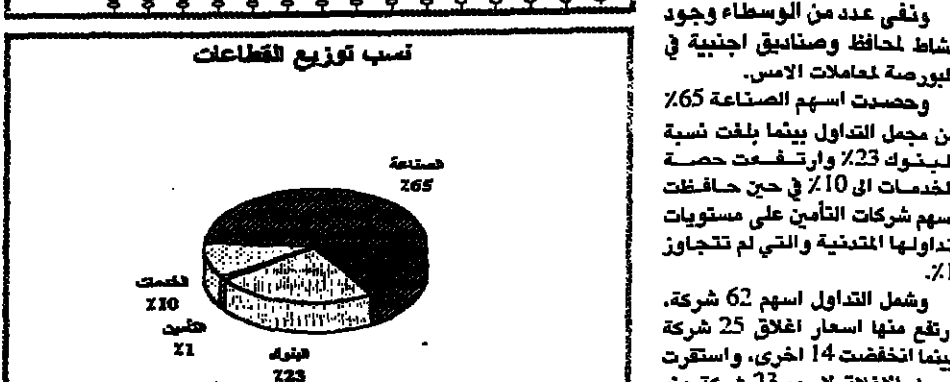 ونفى عدد من الوسطاء وجود
نشاط لمحافظ وصناديق اجنبية في
البورصة لمعاملات الامس.
وحصدت اسهم الصناعة 65٪
من مجمل التداول بينما بلغت نسبة
البنوك 23٪ وارتفعت حصة
الخدمات الى 10٪ في حين حافظت
اسهم شركات التأمين على مستويات
تداولها المتدنية والتي لم تتجاوز
1٪.
وشمل التداول اسهم 62 شركة،
ارتفع منها اسعار اغلاق 25 شركة
بينما انخفضت 14 اخرى، واستقرت
23 شركة
نسب توزيع القطاعات
الصناعة
٪65
الخدمات
٪10
التأمين
٪1
البنوك
٪23